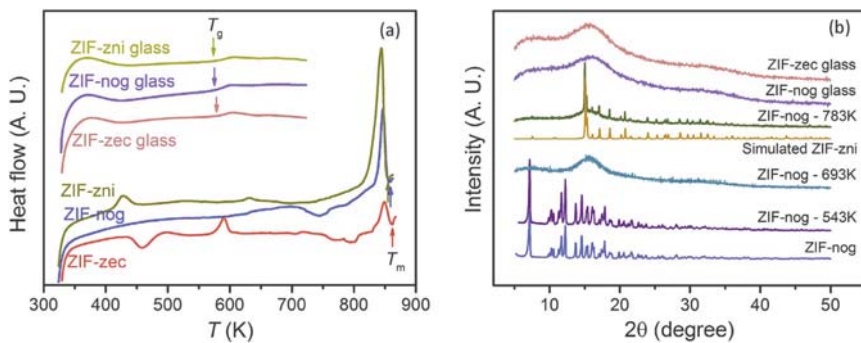 (a)
Tg
ZIF-zni glass
ZIF-nog glass
ZIF-zec glass
ZIF-zni
ZIF-nog
ZIF-zec
Tm
Heat flow (A. U.)
300 400 500 600 700 800 900
T (K)
(b)
ZIF-zec glass
ZIF-nog glass
ZIF-nog - 783K
Simulated ZIF-zni
ZIF-nog - 693K
ZIF-nog - 543K
ZIF-nog
Intensity (A. U.)
10 20 30 40 50
2θ (degree)